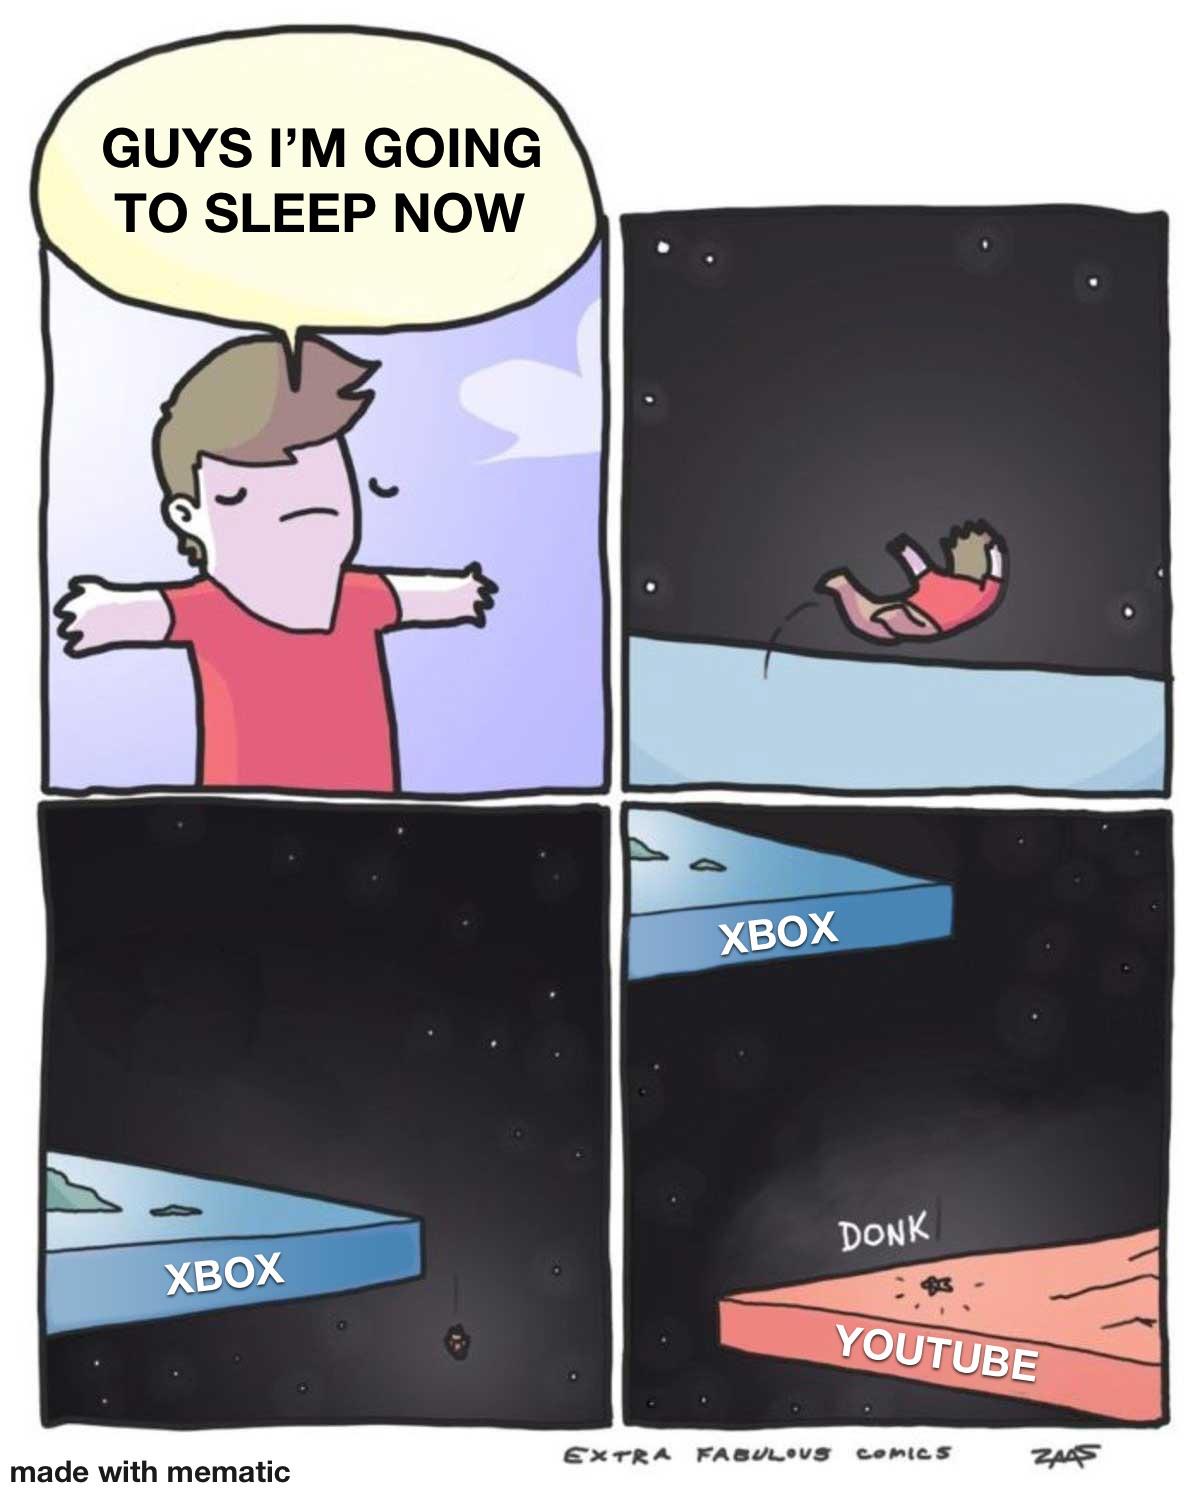 GUYS I'M GOING
TO SLEEP NOW
XBOX
XBOX
DONK
YOUTUBE
EXTRA FABULOUS COMICS ZAAS
made with mematic